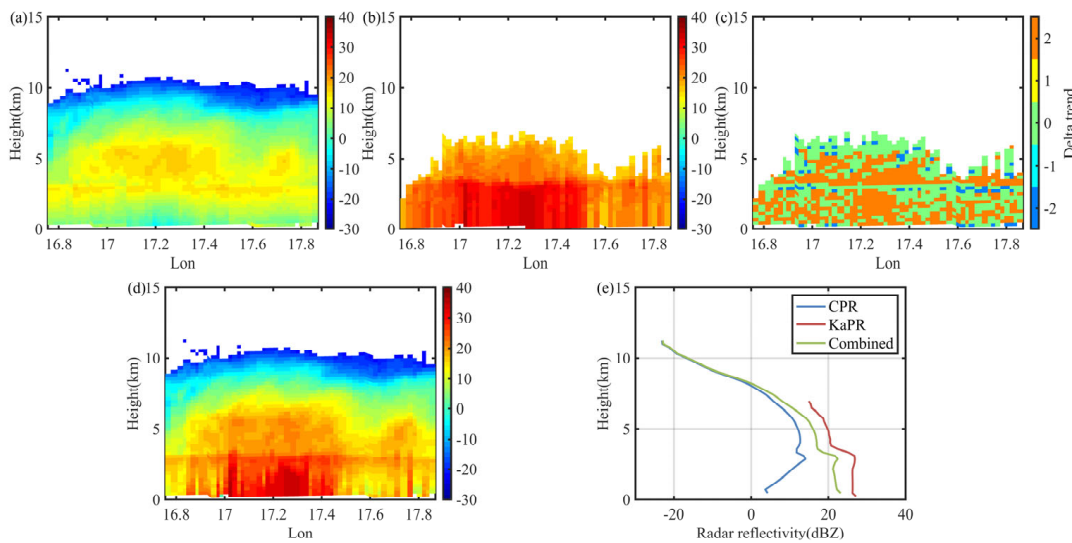 (a)
15
10
5
0
Height(km)
16.8 17 17.2 17.4 17.6 17.8
Lon
40
30
20
10
0
-10
-20
-30
(b)
15
10
5
0
Height(km)
16.8 17 17.2 17.4 17.6 17.8
Lon
40
30
20
10
0
-10
-20
-30
(c)
15
10
5
0
Height(km)
16.8 17 17.2 17.4 17.6 17.8
Lon
2
1
0
-1
-2
Delta trend
(d)
15
10
5
0
Height(km)
16.8 17 17.2 17.4 17.6 17.8
Lon
40
30
20
10
0
-10
-20
-30
(e)
15
10
5
0
Height(km)
-20 0 20 40
Radar reflectivity(dBZ)
CPR
KaPR
Combined